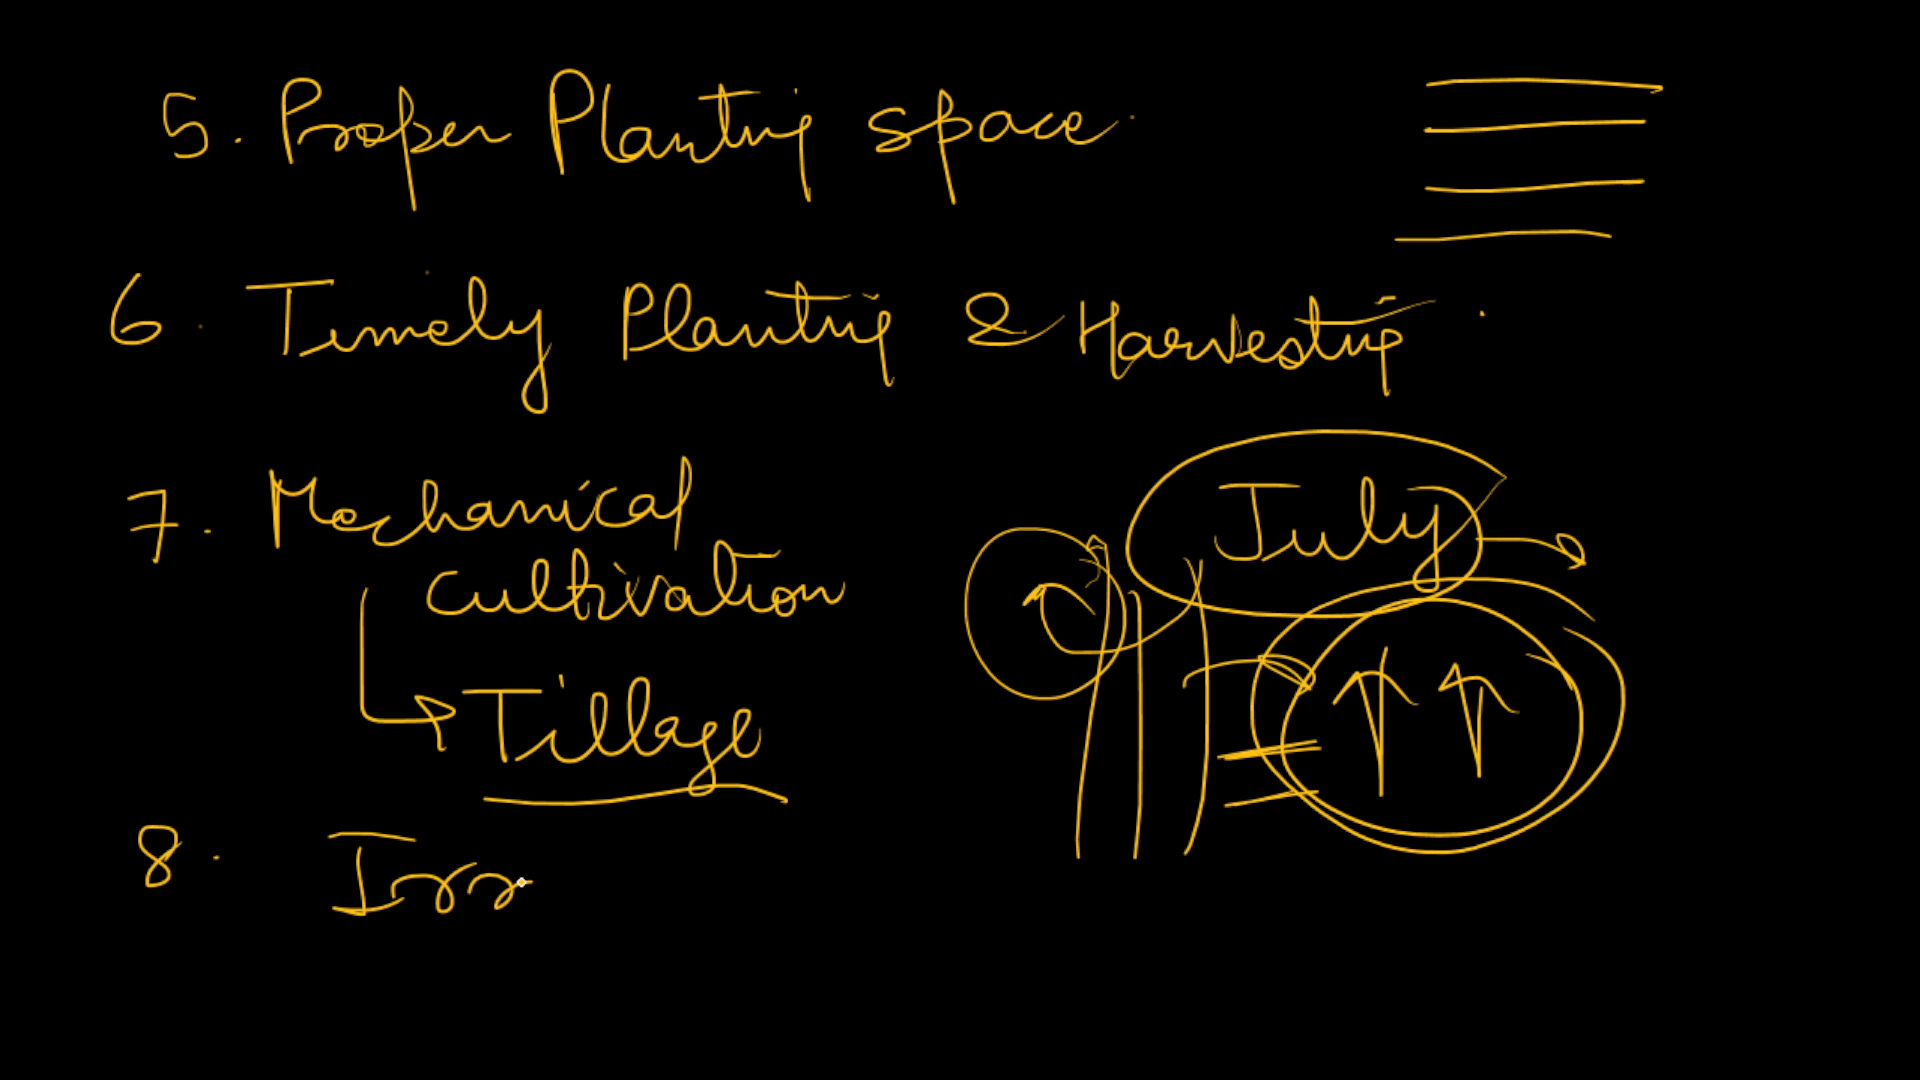 5. Proper Planting space.
6. Timely Planting & Harvesting.
7. Mechanical
cultivation
July
Tillage
8. Irr